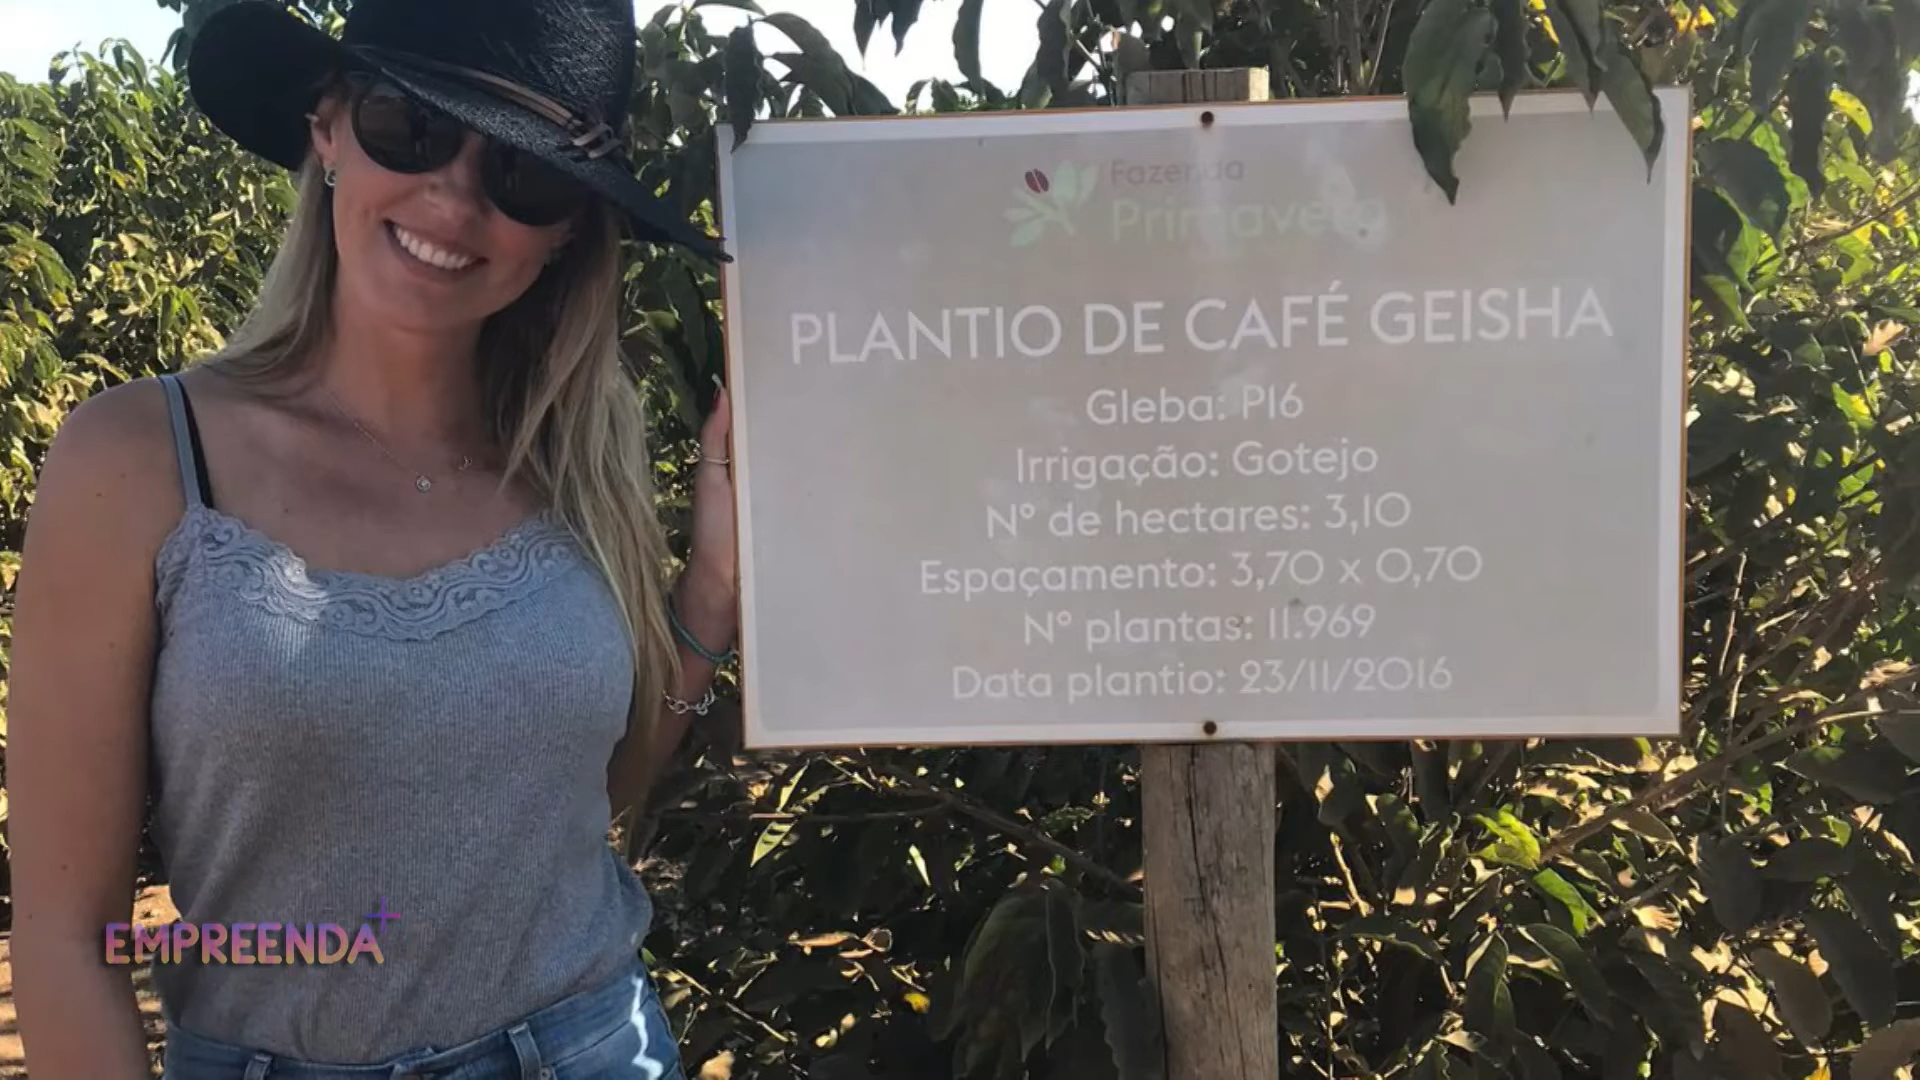 Fazenda
Primavera
PLANTIO DE CAFÉ GEISHA
Gleba: P16
Irrigação: Gotejo
Nº de hectares: 3,10
Espaçamento: 3,70 x 0,70
Nº plantas: 11.969
Data plantio: 23/11/2016
EMPREENDA+